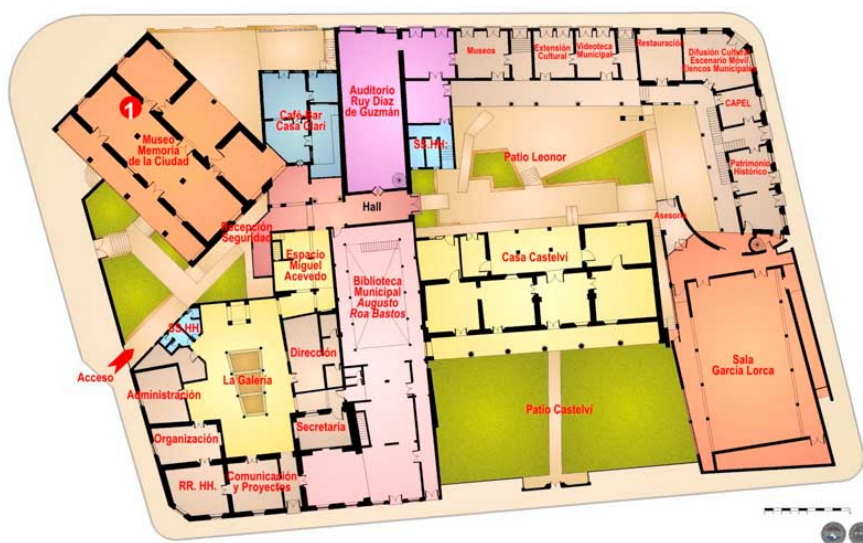 Museos
Extensión
Cultural
Videoteca
Municipal
Restauración
Difusión Cultural
Escenario Móvil
Elencos Municipales
1
Museo
Memoria
de la Ciudad
Café-Bar
Casa Clari
Auditorio
Ruy Díaz
de Guzmán
SS.HH.
Patio Leonor
CAPEL
Patrimonio
Histórico
Hall
Asesoría
Recepción
Seguridad
Espacio
Miguel
Acevedo
Casa Castelví
Biblioteca
Municipal
Augusto
Roa Bastos
SS.HH.
Dirección
Acceso
Administración
La Galería
Sala
García Lorca
Patio Castelví
Organización
Secretaría
RR. HH.
Comunicación
y Proyectos